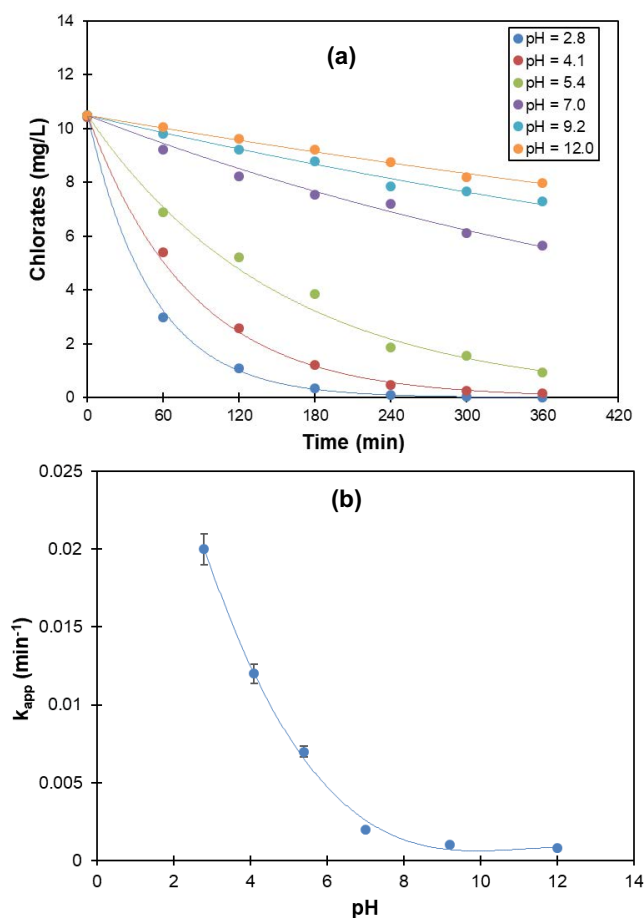 (a)
14
12
10
8
6
4
2
0
Chlorates (mg/L)
pH = 2.8
pH = 4.1
pH = 5.4
pH = 7.0
pH = 9.2
pH = 12.0
0 60 120 180 240 300 360 420
Time (min)
(b)
0.025
0.02
0.015
0.01
0.005
0
kapp (min-1)
0 2 4 6 8 10 12 14
pH